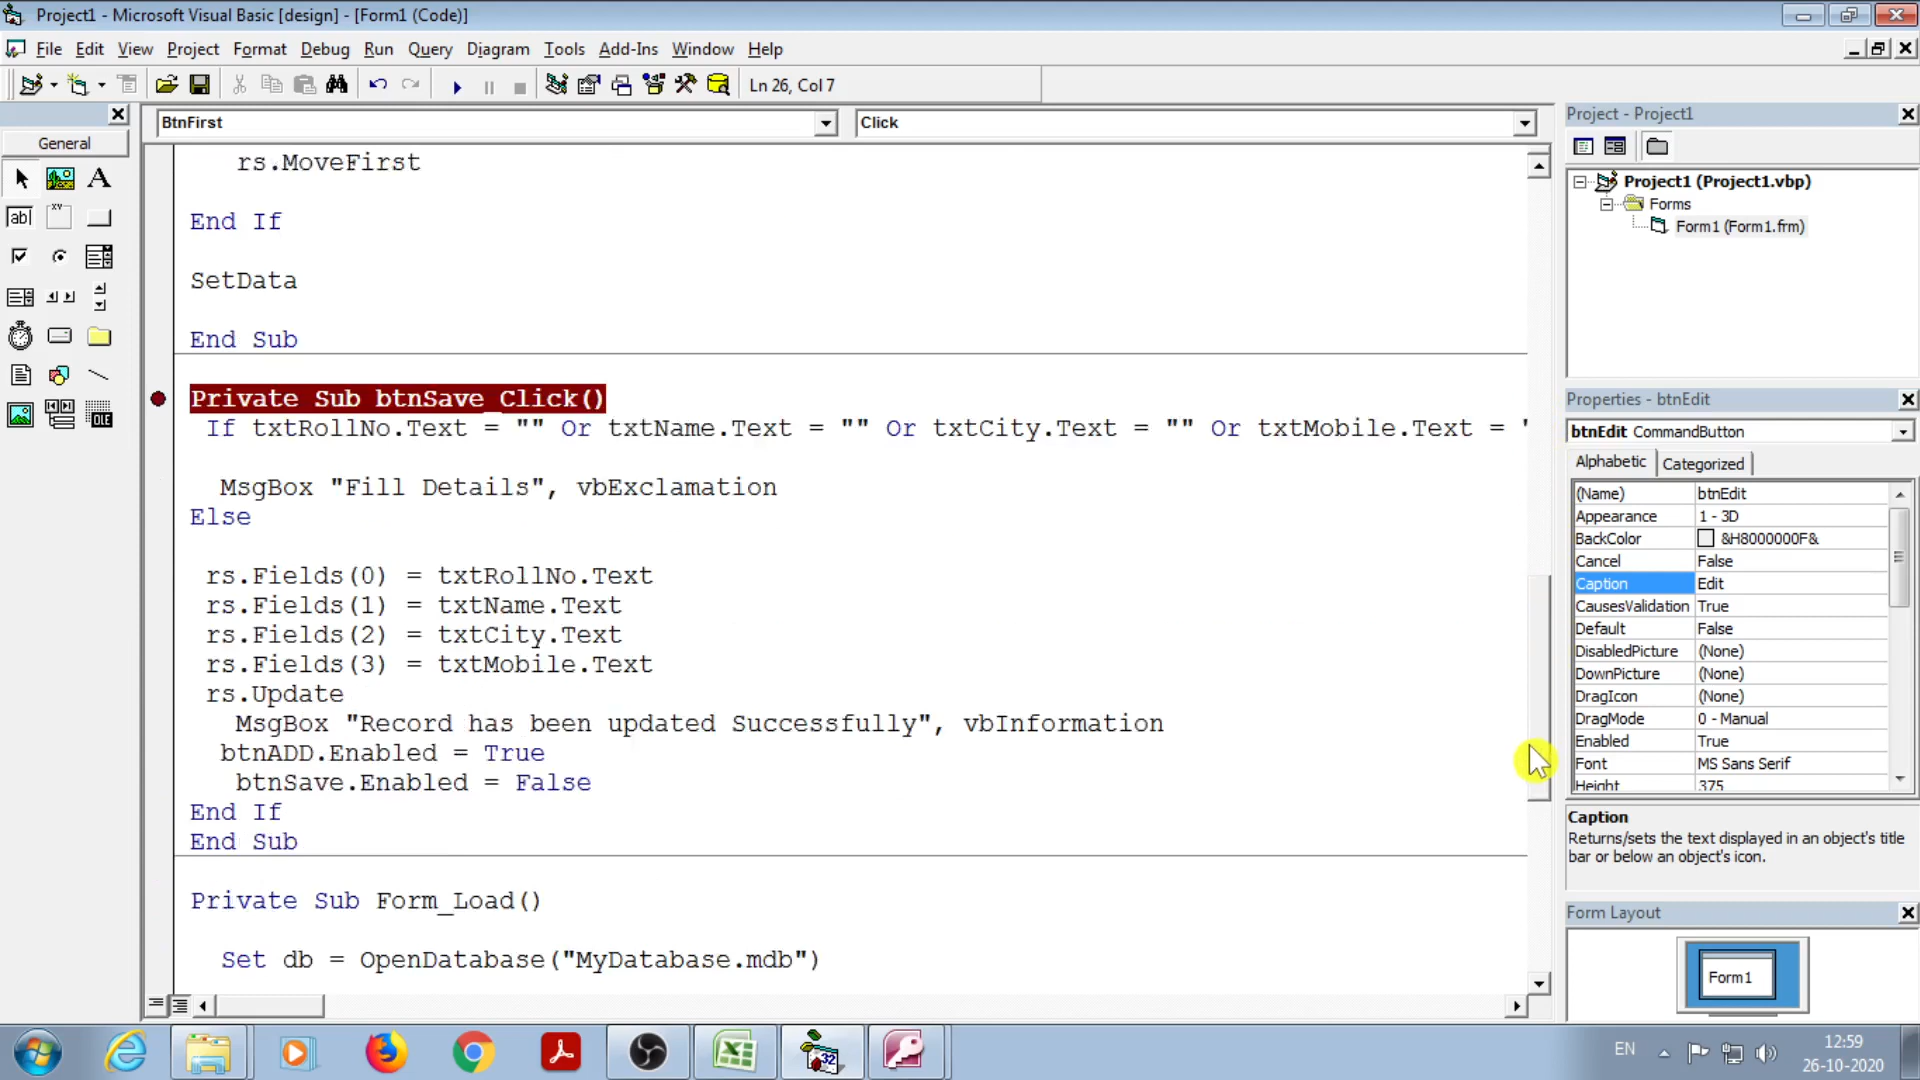 Project1 - Microsoft Visual Basic [design] - [Form1 (Code)]
File Edit View Project Format Debug Run Query Diagram Tools Add-Ins Window Help
Ln 26, Col 7
General
BtnFirst
Click
rs.MoveFirst
End If
SetData
End Sub
Private Sub btnSave_Click()
If txtRollNo.Text = "" Or txtName.Text = "" Or txtCity.Text = "" Or txtMobile.Text = "
MsgBox "Fill Details", vbExclamation
Else
rs.Fields(0) = txtRollNo.Text
rs.Fields(1) = txtName.Text
rs.Fields(2) = txtCity.Text
rs.Fields(3) = txtMobile.Text
rs.Update
MsgBox "Record has been updated Successfully", vbInformation
btnADD.Enabled = True
btnSave.Enabled = False
End If
End Sub
Private Sub Form_Load()
Set db = OpenDatabase("MyDatabase.mdb")
Project - Project1
Project1 (Project1.vbp)
Forms
Form1 (Form1.frm)
Properties - btnEdit
btnEdit CommandButton
Alphabetic Categorized
(Name) btnEdit
Appearance 1 - 3D
BackColor &H8000000F&
Cancel False
Caption Edit
CausesValidation True
Default False
DisabledPicture (None)
DownPicture (None)
DragIcon (None)
DragMode 0 - Manual
Enabled True
Font MS Sans Serif
Height 375
Caption
Returns/sets the text displayed in an object's title
bar or below an object's icon.
Form Layout
Form1
EN
12:59
26-10-2020